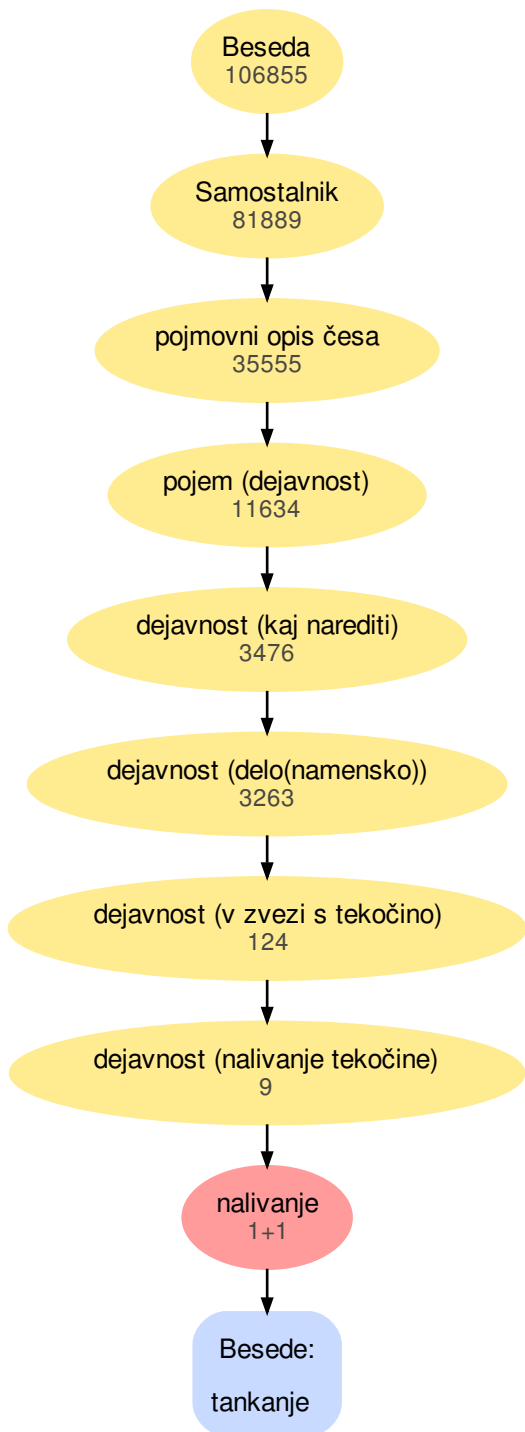 Beseda
106855
Samostalnik
81889
pojmovni opis česa
35555
pojem (dejavnost)
11634
dejavnost (kaj narediti)
3476
dejavnost (delo(namensko))
3263
dejavnost (v zvezi s tekočino)
124
dejavnost (nalivanje tekočine)
9
nalivanje
1+1
Besede:
tankanje